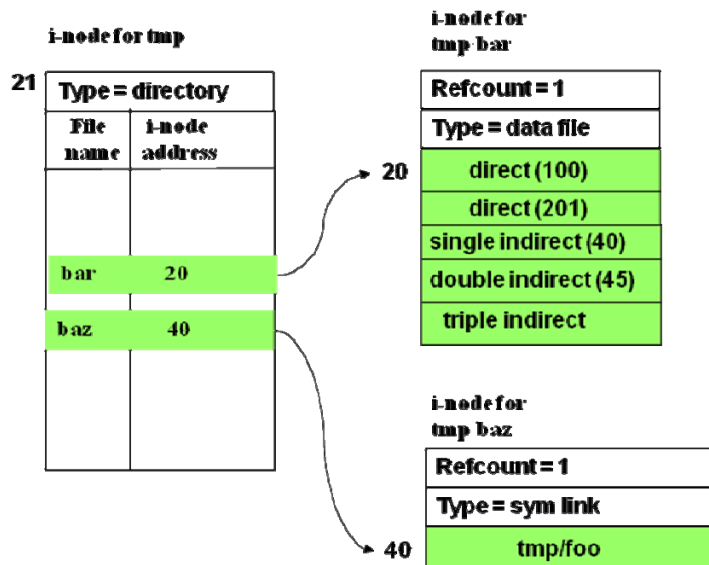 i-node for tmp
21
Type = directory
File name
i-node address
bar 20
baz 40
i-node for
tmp bar
Refcount = 1
Type = data file
20
direct (100)
direct (201)
single indirect (40)
double indirect (45)
triple indirect
i-node for
tmp baz
Refcount = 1
Type = sym link
40
tmp/foo